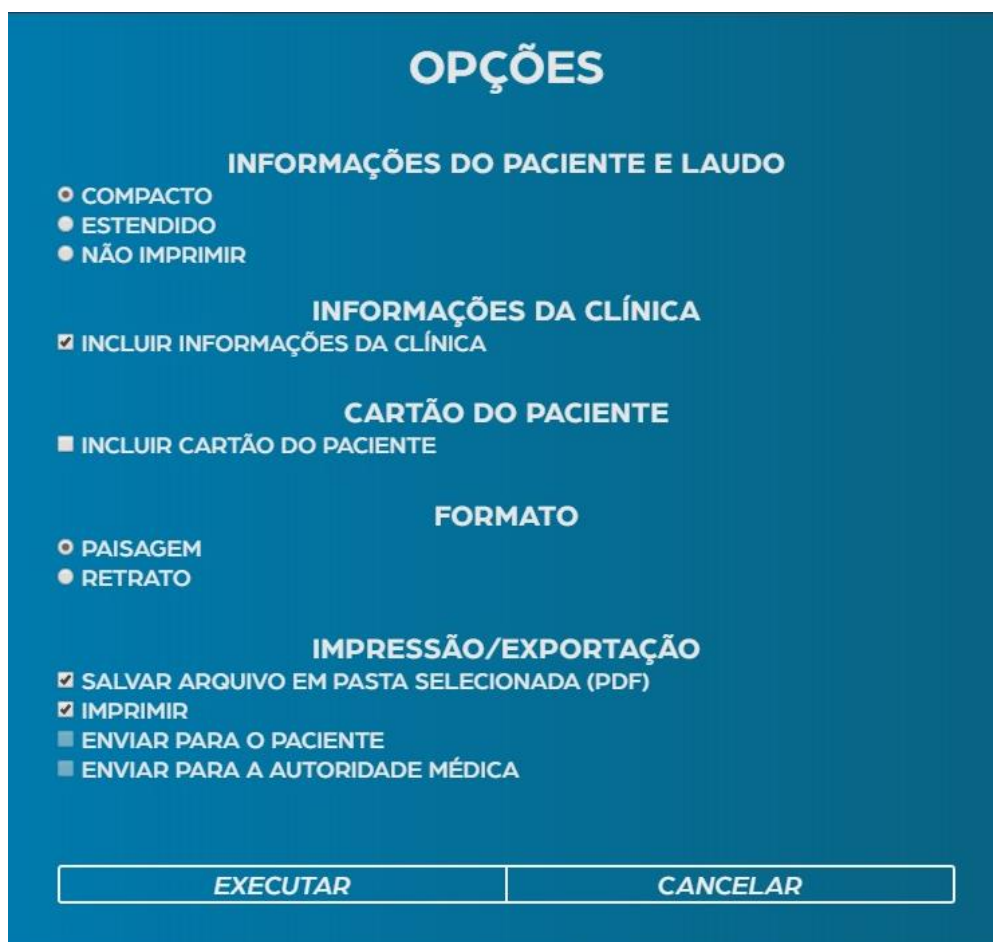 OPÇÕES
INFORMAÇÕES DO PACIENTE E LAUDO
COMPACTO
ESTENDIDO
NÃO IMPRIMIR
INFORMAÇÕES DA CLÍNICA
INCLUIR INFORMAÇÕES DA CLÍNICA
CARTÃO DO PACIENTE
INCLUIR CARTÃO DO PACIENTE
FORMATO
PAISAGEM
RETRATO
IMPRESSÃO/EXPORTAÇÃO
SALVAR ARQUIVO EM PASTA SELECIONADA (PDF)
IMPRIMIR
ENVIAR PARA O PACIENTE
ENVIAR PARA A AUTORIDADE MÉDICA
EXECUTAR CANCELAR